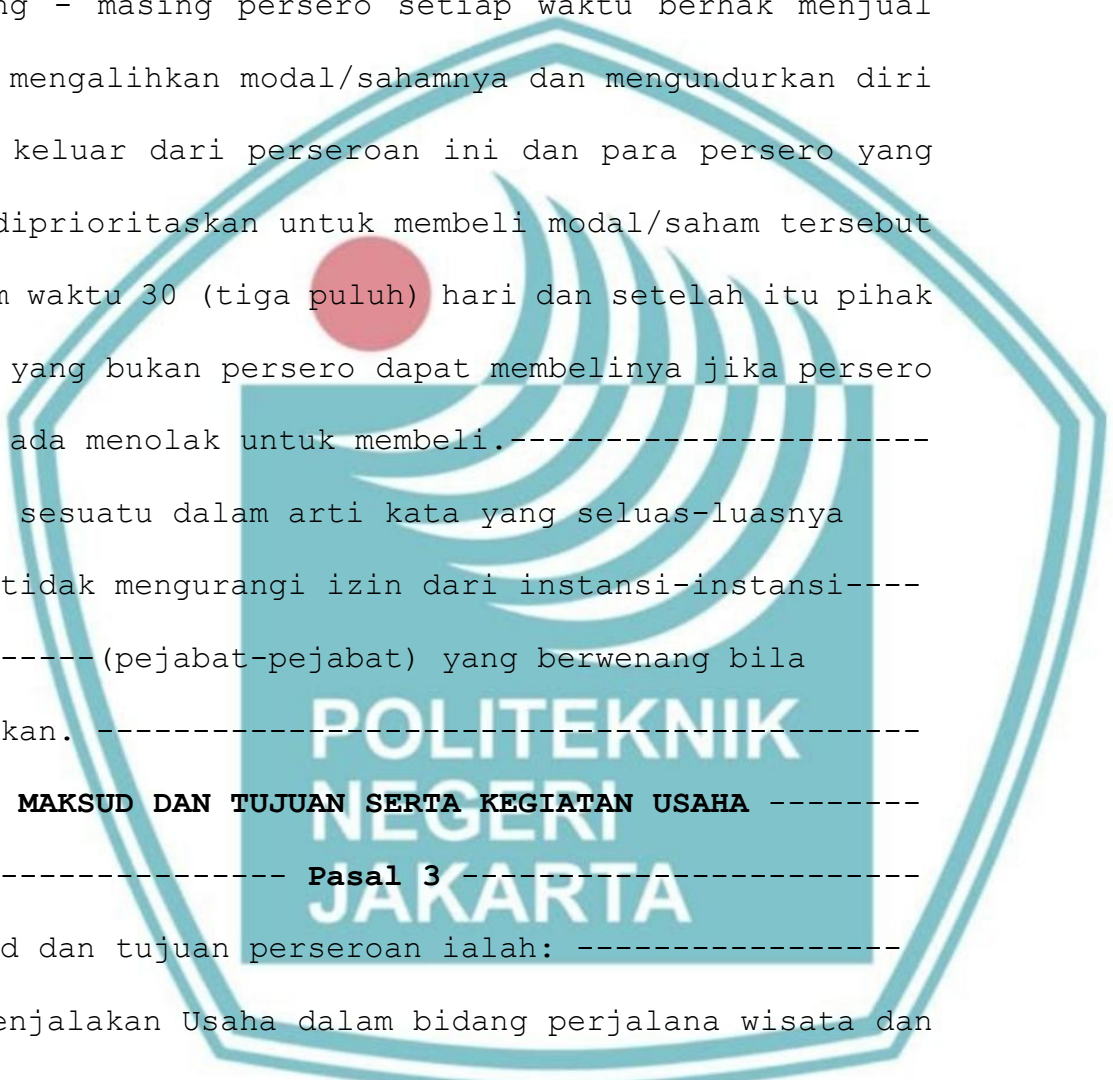 ng - masing persero setiap waktu berhak menjual
mengalihkan modal/sahamnya dan mengundurkan diri
keluar dari perseroan ini dan para persero yang
diprioritaskan untuk membeli modal/saham tersebut
m waktu 30 (tiga puluh) hari dan setelah itu pihak
yang bukan persero dapat membelinya jika persero
ada menolak untuk membeli.----------------------
sesuatu dalam arti kata yang seluas-luasnya
tidak mengurangi izin dari instansi-instansi----
-----(pejabat-pejabat) yang berwenang bila
kan. -------------------------------------------
MAKSUD DAN TUJUAN SERTA KEGIATAN USAHA --------
--------------- Pasal 3 ------------------------
d dan tujuan perseroan ialah: -----------------
enjalakan Usaha dalam bidang perjalana wisata dan
POLITEKNIK
NEGERI
JAKARTA